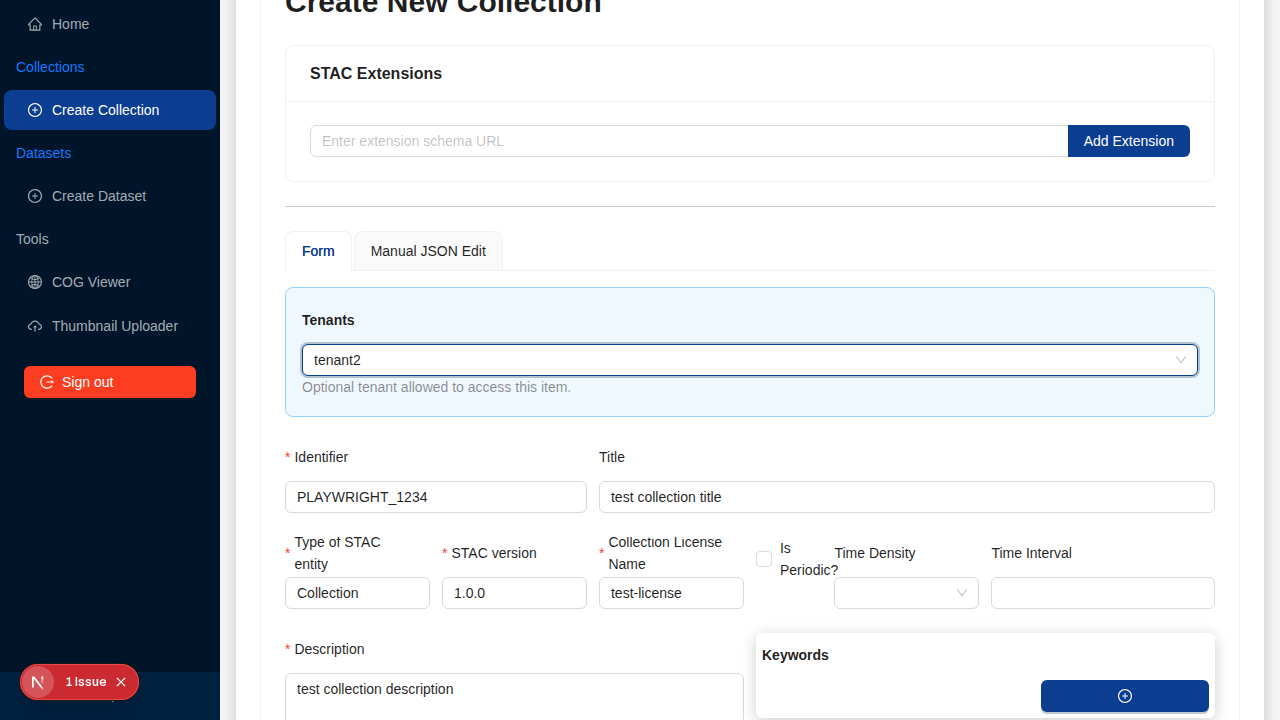 Create New Collection
Home
Collections
Create Collection
Datasets
Create Dataset
Tools
COG Viewer
Thumbnail Uploader
Sign out
1 Issue
STAC Extensions
Enter extension schema URL
Add Extension
Form
Manual JSON Edit
Tenants
tenant2
Optional tenant allowed to access this item.
* Identifier
Title
PLAYWRIGHT_1234
test collection title
* Type of STAC entity
* STAC version
* Collection License Name
Is Periodic?
Time Density
Time Interval
Collection
1.0.0
test-license
* Description
Keywords
test collection description